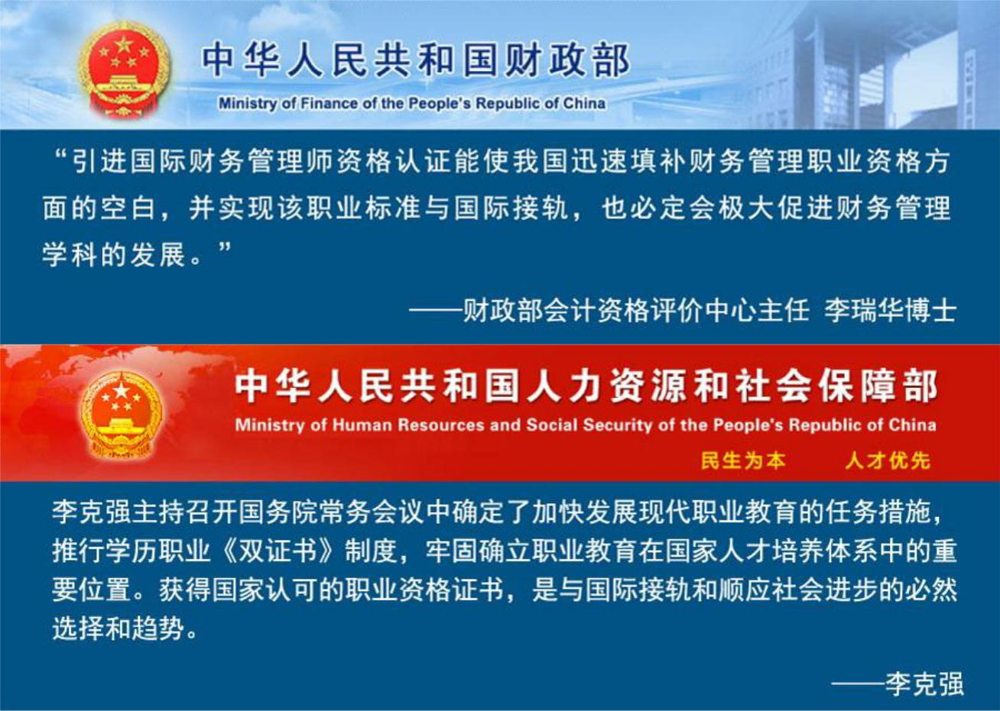 中华人民共和国财政部
Ministry of Finance of the People's Republic of China
“引进国际财务管理师资格认证能使我国迅速填补财务管理职业资格方
面的空白，并实现该职业标准与国际接轨，也必定会极大促进财务管理
学科的发展。”
——财政部会计资格评价中心主任 李瑞华博士
中华人民共和国人力资源和社会保障部
Ministry of Human Resources and Social Security of the People's Republic of China
民生为本 人才优先
李克强主持召开国务院常务会议中确定了加快发展现代职业教育的任务措施，
推行学历职业《双证书》制度，牢固确立职业教育在国家人才培养体系中的重
要位置。获得国家认可的职业资格证书，是与国际接轨和顺应社会进步的必然
选择和趋势。
——李克强